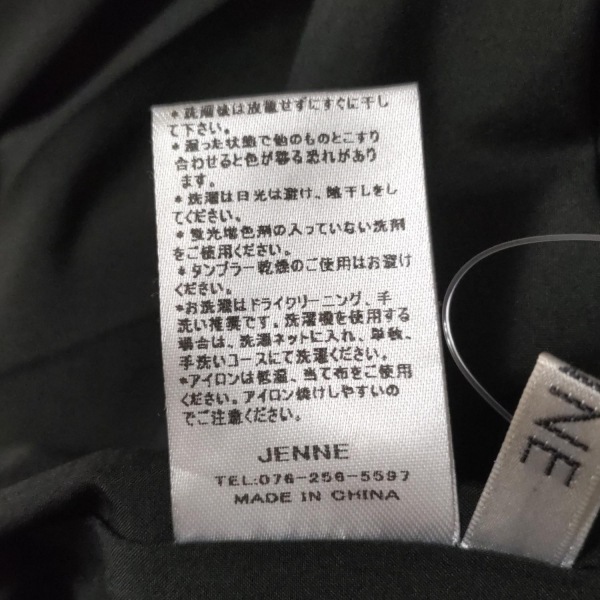 *洗濯後は放置せずにすぐに干し
て下さい。
*湿った状態で他のものとこすり
合わせると色が移る恐れがあり
ます。
*洗濯は日光は避け、陰干しをし
てください。
*蛍光増色剤の入っていない洗剤
をご使用ください。
*タンブラー乾燥のご使用はお避け
ください。
*お洗濯はドライクリーニング、手
洗い推奨です。洗濯機を使用する
場合は、洗濯ネットに入れ、単数、
手洗いコースにて洗濯ください。
*アイロンは低温、当て布をご使用
ください。アイロン焼けしやすいの
でご注意ください。
JENNE
TEL:076-256-5597
MADE IN CHINA
NE